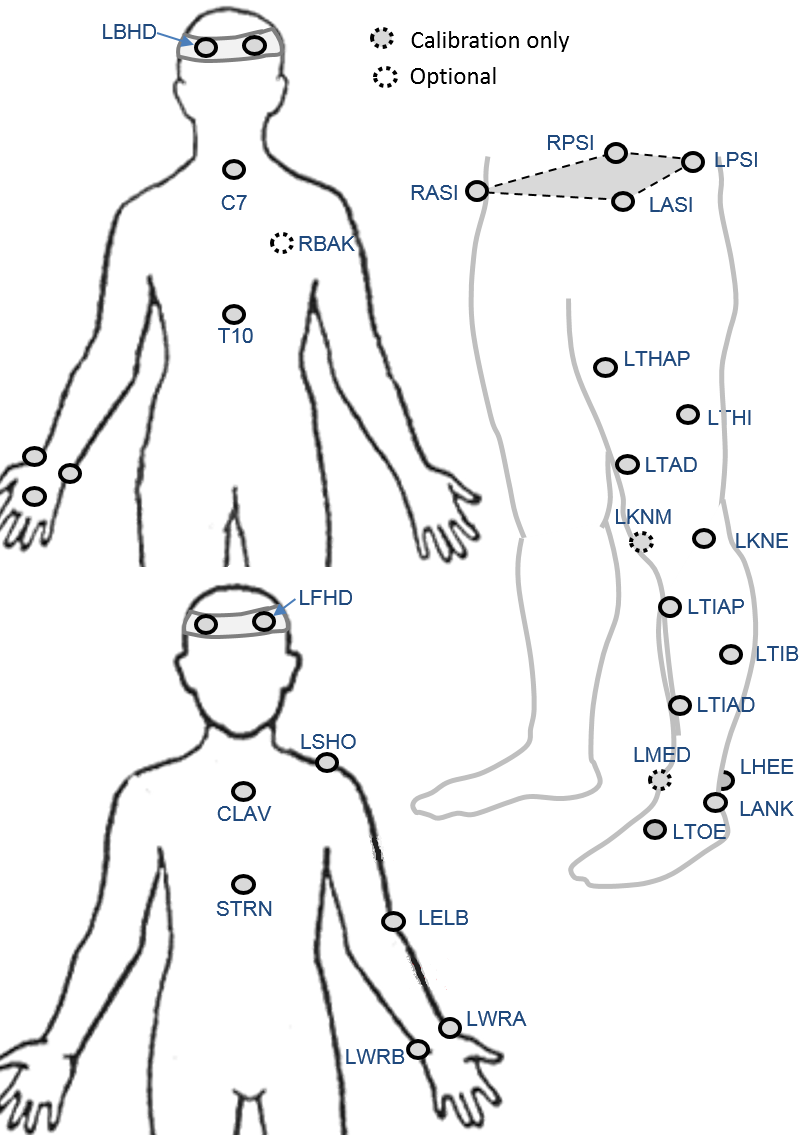 LBHD
Calibration only
Optional
C7
RBAK
T10
RPSI
LPSI
RASI
LASI
LTHAP
LTHI
LTAD
LKNM
LKNE
LTIAP
LTIB
LTIAD
LMED
LHEE
LANK
LTOE
LFHD
LSHO
CLAV
STRN
LELB
LWRA
LWRB